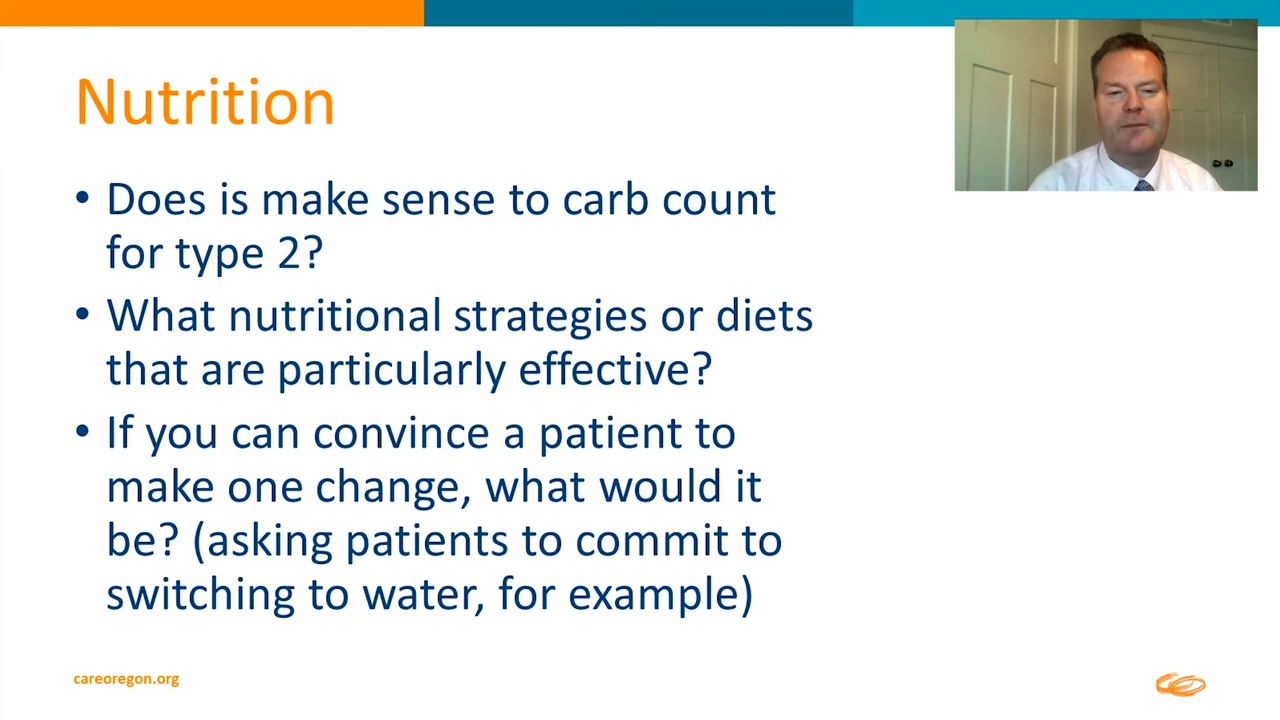 Nutrition
• Does is make sense to carb count
for type 2?
• What nutritional strategies or diets
that are particularly effective?
• If you can convince a patient to
make one change, what would it
be? (asking patients to commit to
switching to water, for example)
careoregon.org